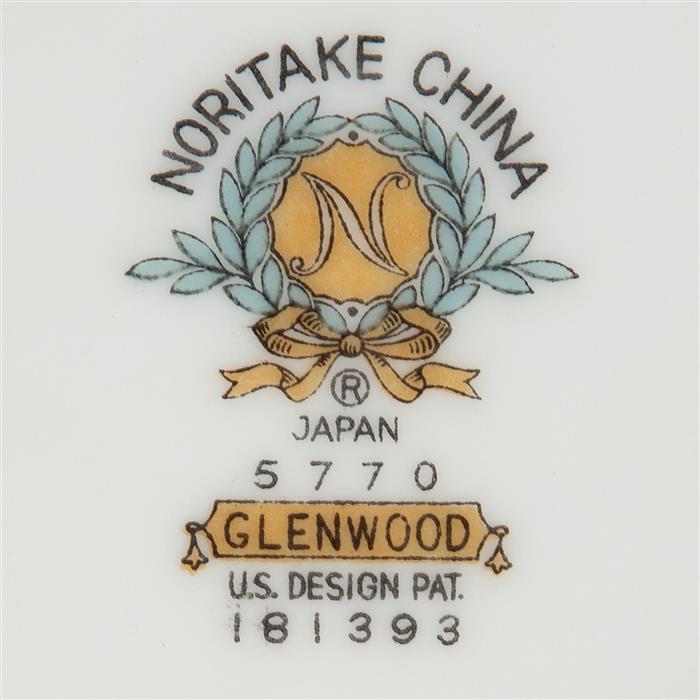 NORITAKE CHINA
N
®
JAPAN
5770
GLENWOOD
U.S. DESIGN PAT.
181393